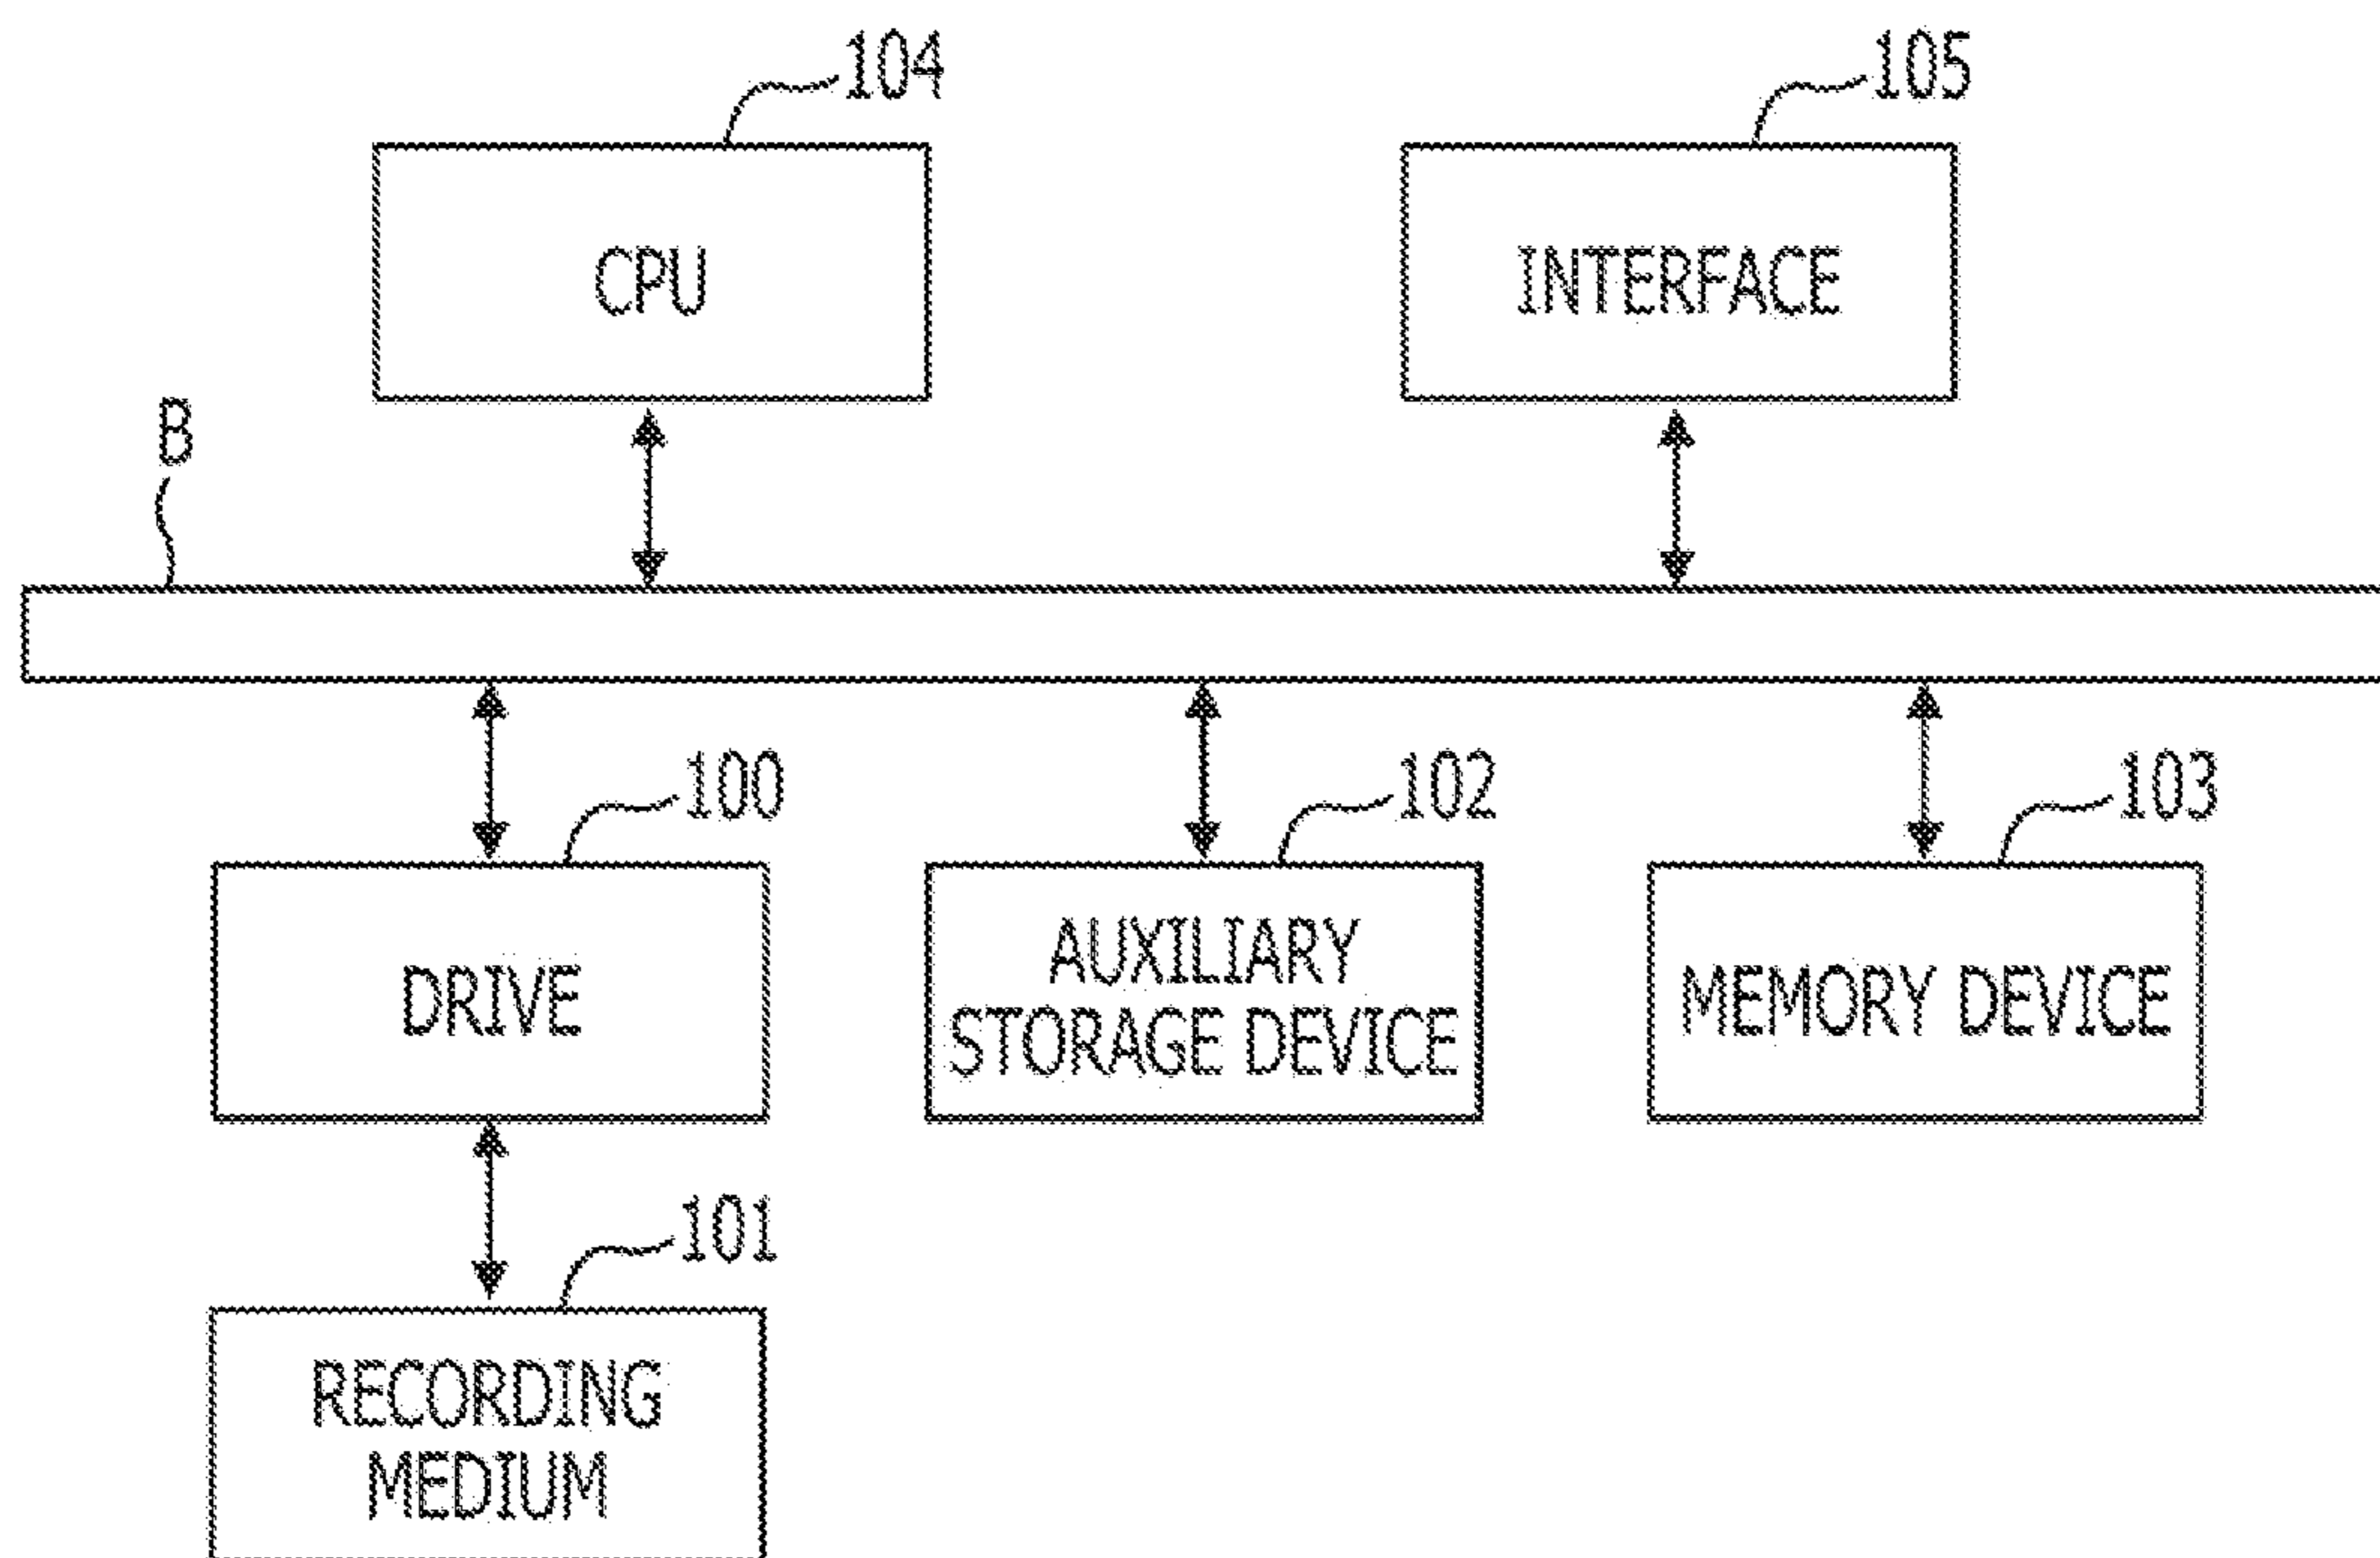 104
105
CPU
INTERFACE
B
100
102
103
DRIVE
AUXILIARY
STORAGE DEVICE
MEMORY DEVICE
101
RECORDING
MEDIUM